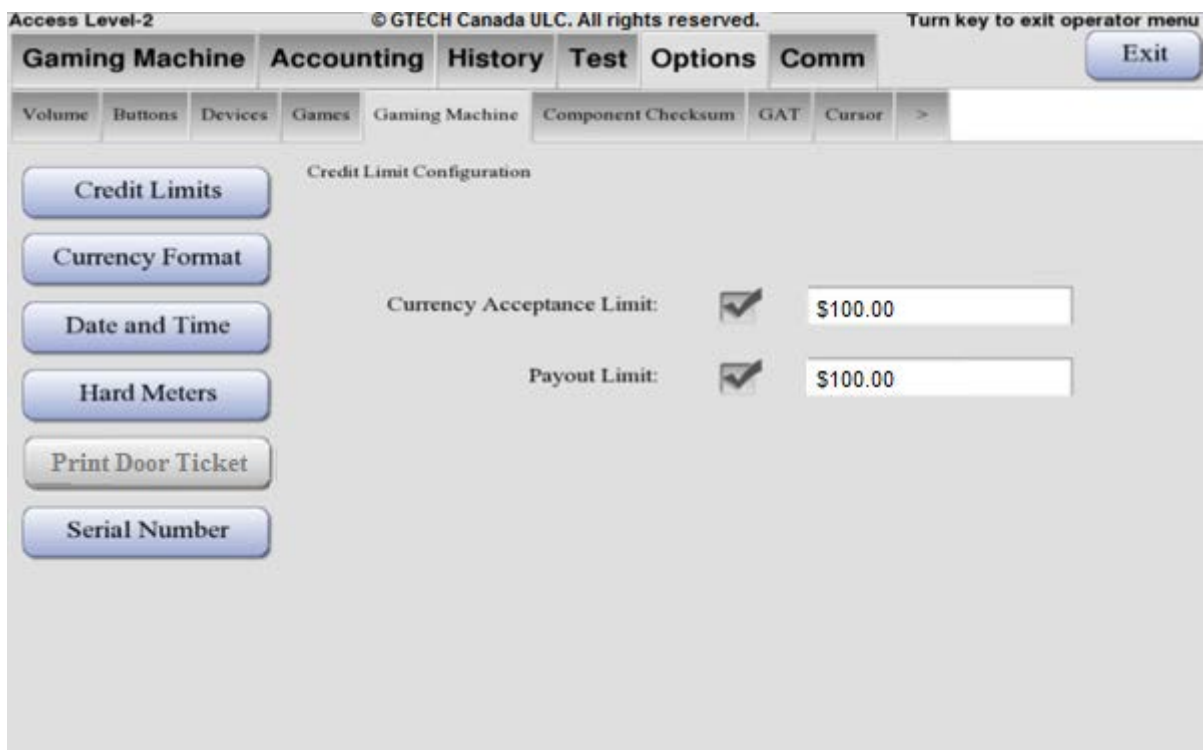 Access Level-2 © GTECH Canada ULC. All rights reserved. Turn key to exit operator menu
Gaming Machine Accounting History Test Options Comm Exit
Volume Buttons Devices Games Gaming Machine Component Checksum GAT Cursor >
Credit Limits
Credit Limit Configuration
Currency Format
Currency Acceptance Limit: $100.00
Date and Time
Payout Limit: $100.00
Hard Meters
Print Door Ticket
Serial Number